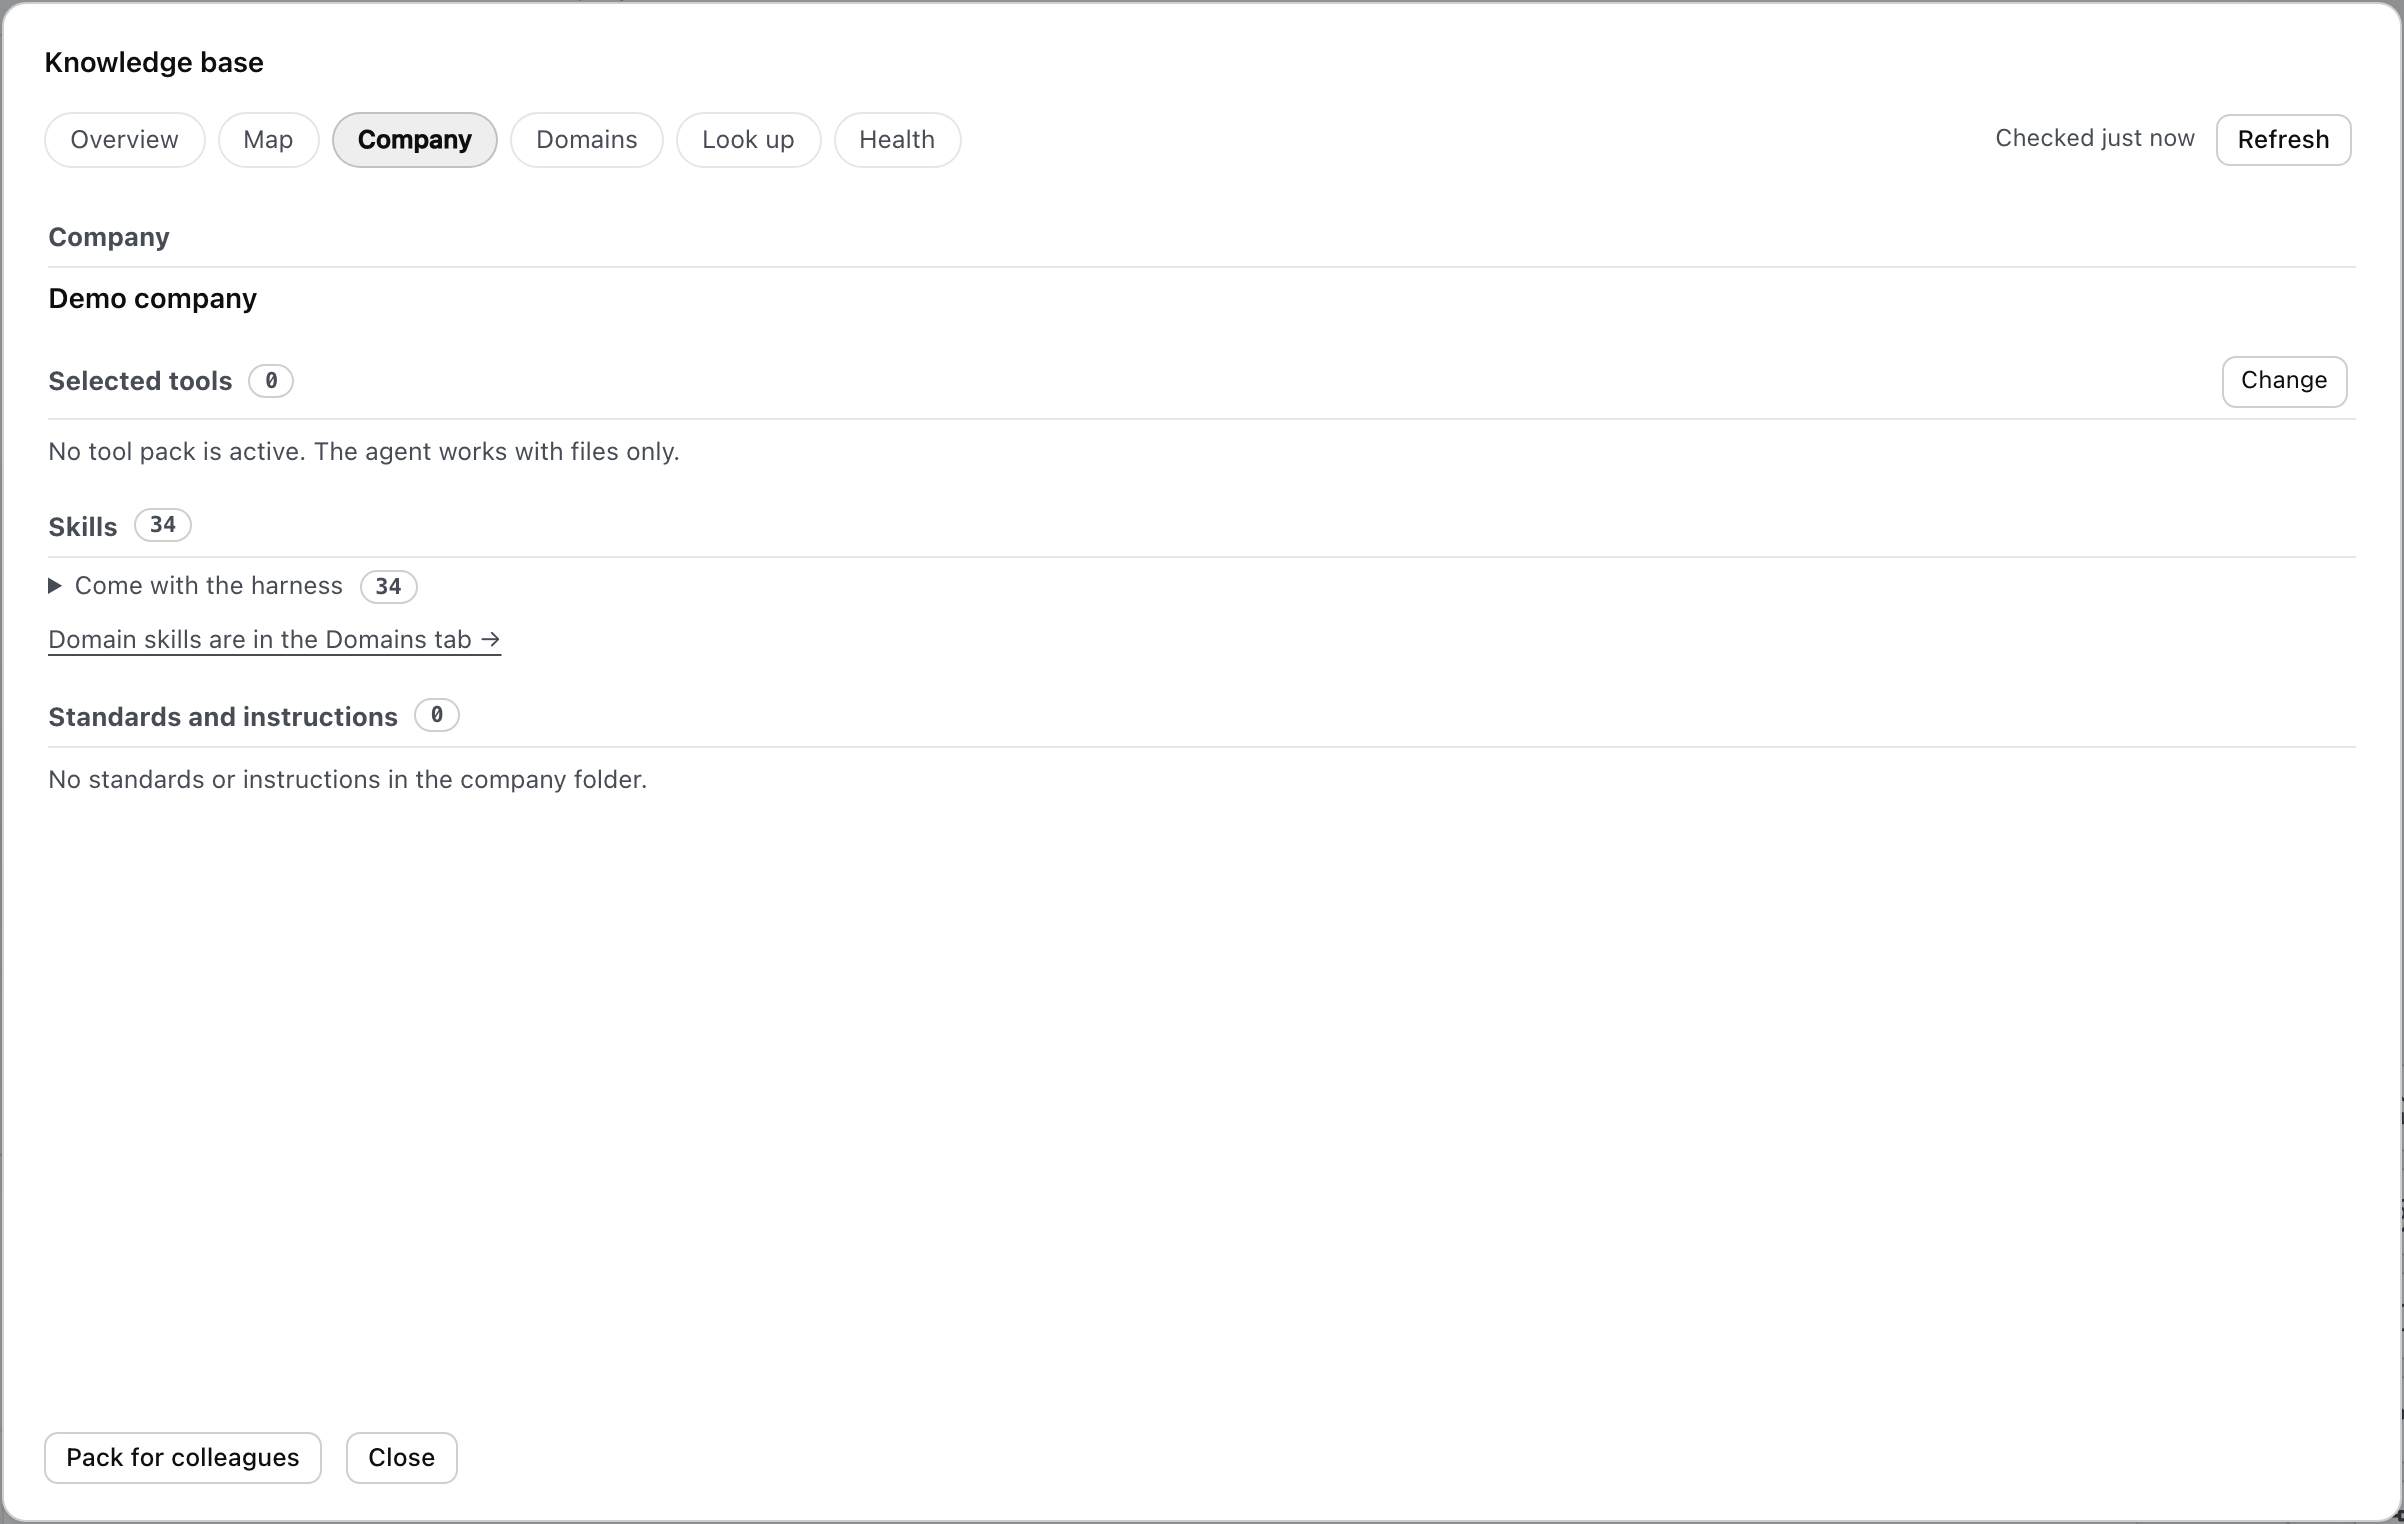 Knowledge base
Overview Map Company Domains Look up Health Checked just now Refresh
Company
Demo company
Selected tools 0 Change
No tool pack is active. The agent works with files only.
Skills 34
▶ Come with the harness 34
Domain skills are in the Domains tab →
Standards and instructions 0
No standards or instructions in the company folder.
Pack for colleagues Close